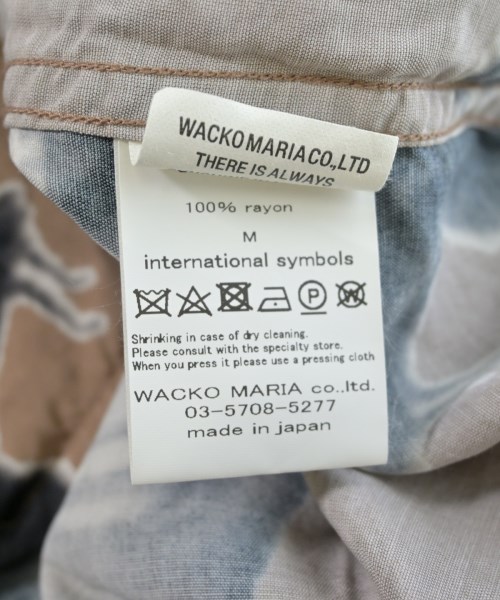 WACKO MARIA CO.,LTD
THERE IS ALWAYS
100% rayon
M
international symbols
P W
Shrinking in case of dry cleaning.
Please consult with the specialty store.
When you press it please use a pressing cloth
WACKO MARIA co.,ltd.
03-5708-5277
made in japan